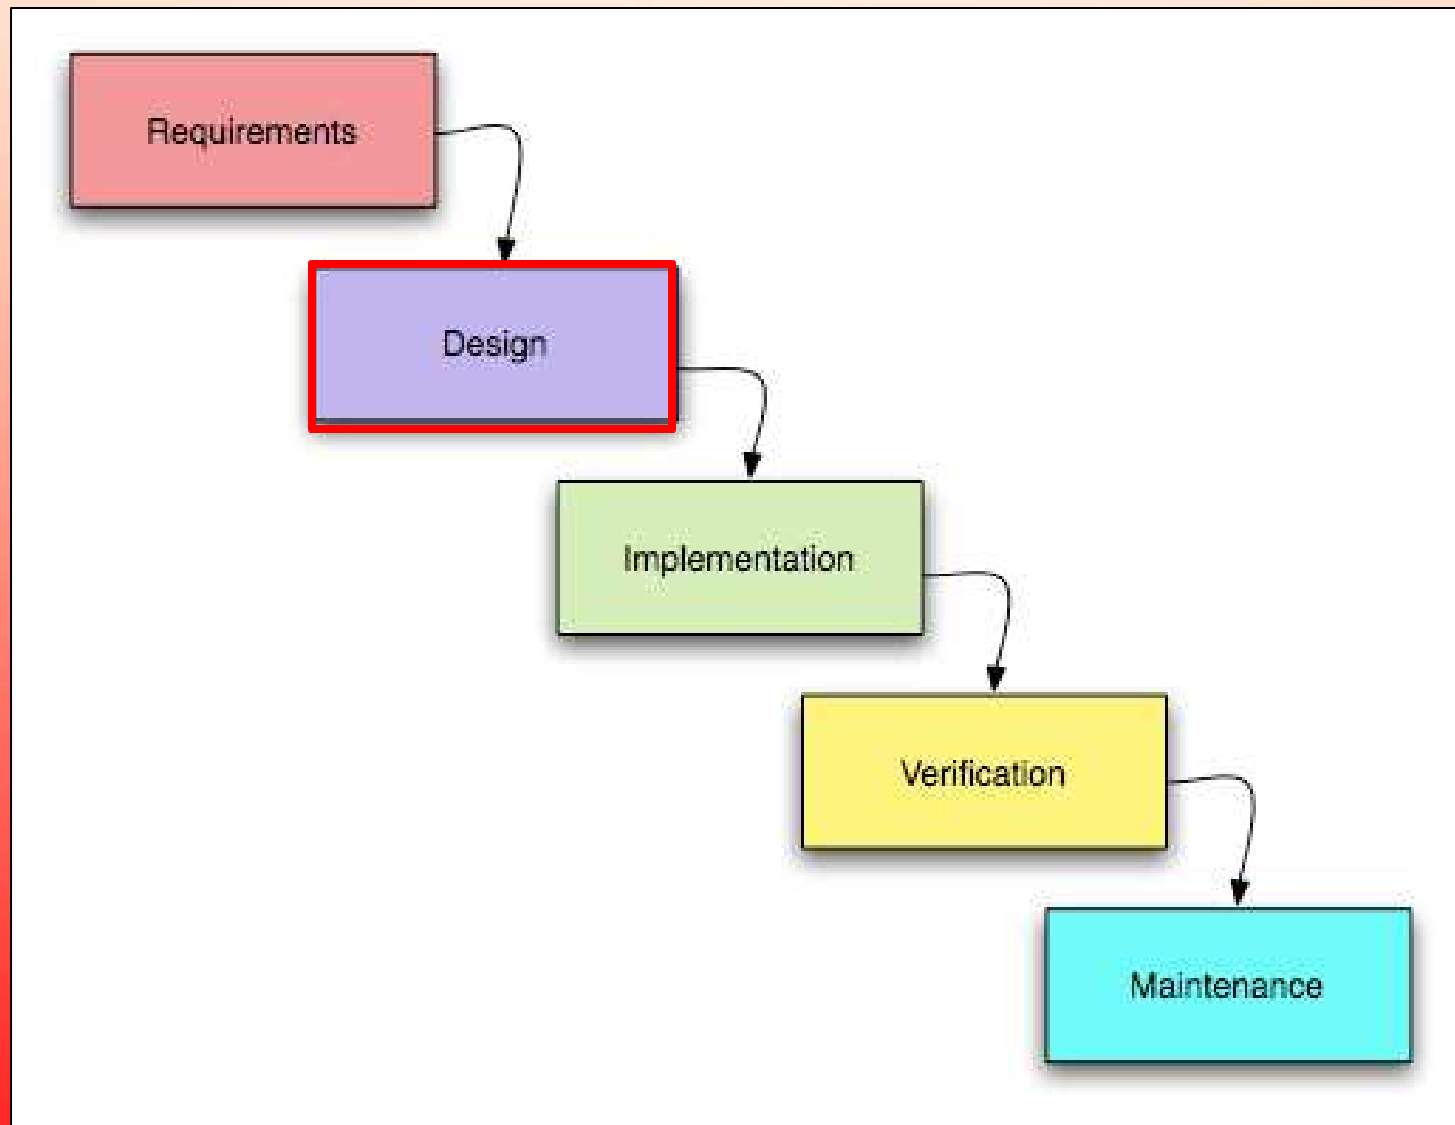 Requirements
Design
Implementation
Verification
Maintenance